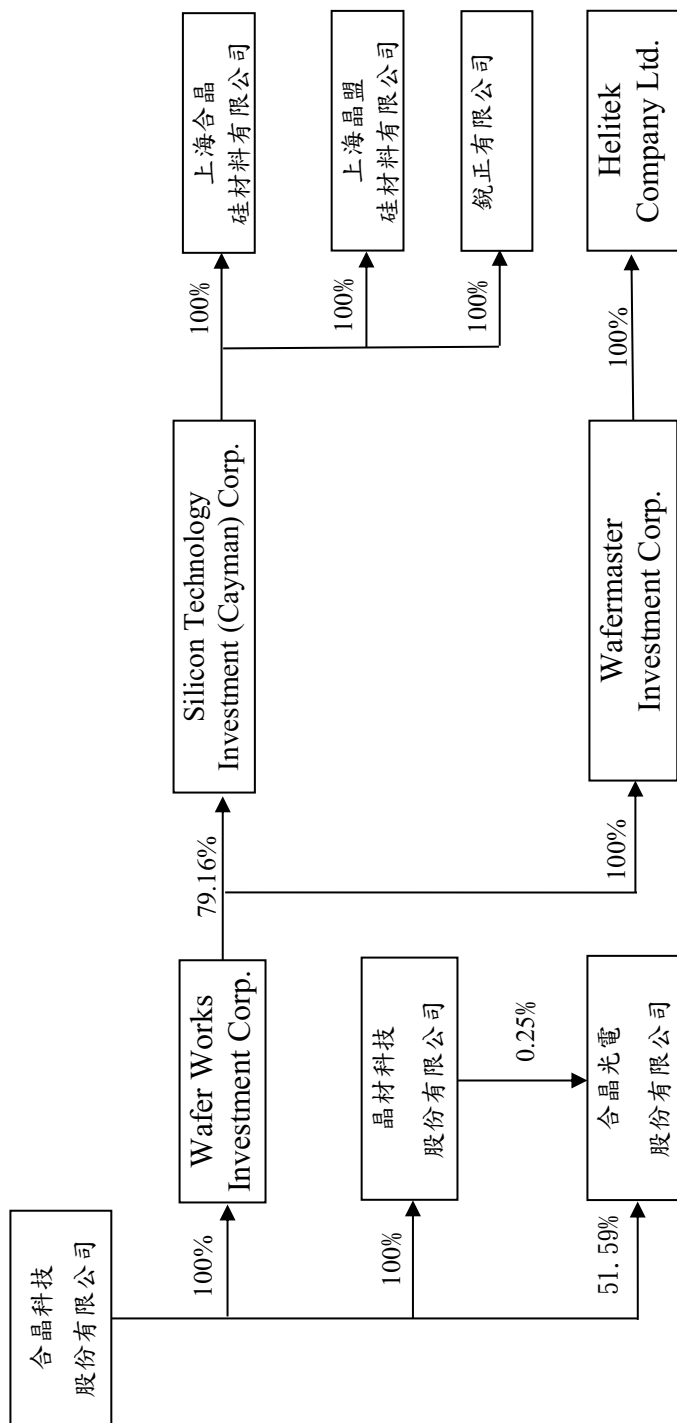 合晶科技
股份有限公司
100%
Wafer Works
Investment Corp.
79.16%
Silicon Technology
Investment (Cayman) Corp.
100%
上海合晶
硅材料有限公司
100%
上海晶盟
硅材料有限公司
100%
銳正有限公司
100%
晶材科技
股份有限公司
0.25%
51.59%
合晶光電
股份有限公司
100%
Wafermaster
Investment Corp.
100%
Helitek
Company Ltd.